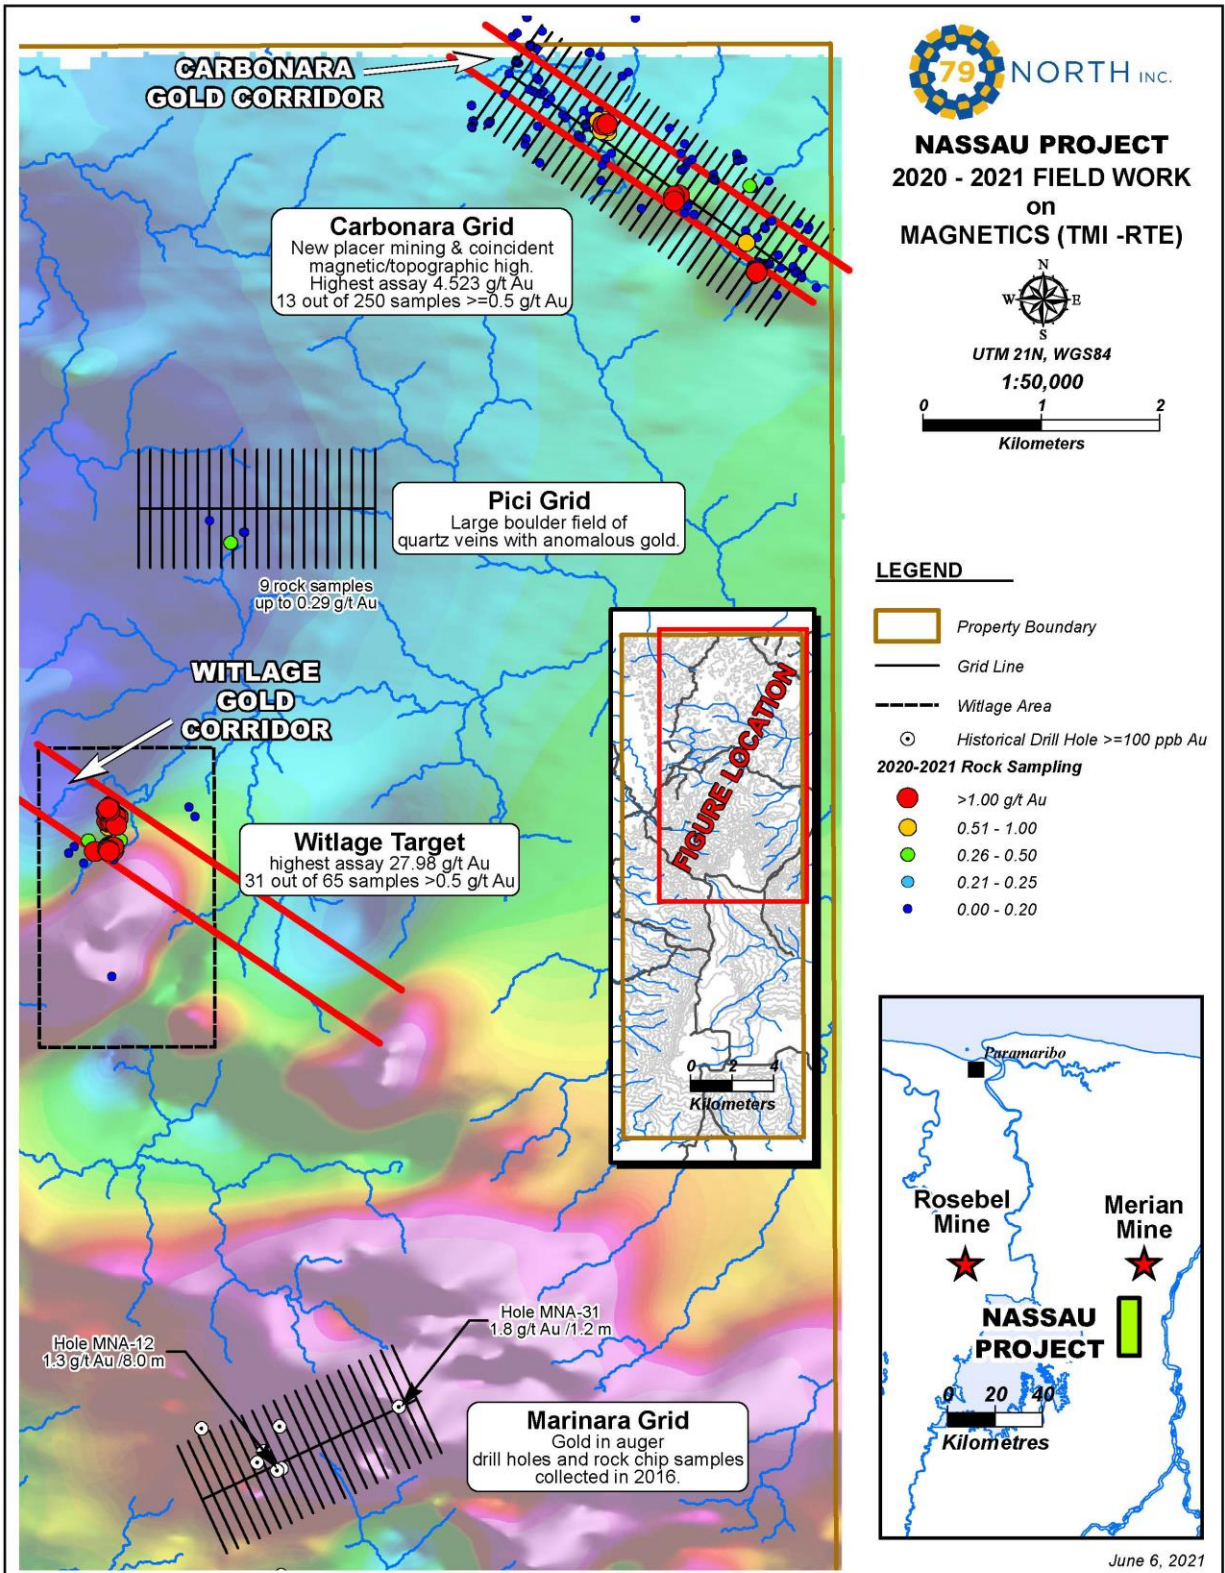 CARBONARA
GOLD CORRIDOR
Carbonara Grid
New placer mining & coincident
magnetic/topographic high.
Highest assay 4.523 g/t Au
13 out of 250 samples >=0.5 g/t Au
Pici Grid
Large boulder field of
quartz veins with anomalous gold.
9 rock samples
up to 0.29 g/t Au
WITLAGE
GOLD
CORRIDOR
Witlage Target
highest assay 27.98 g/t Au
31 out of 65 samples >0.5 g/t Au
FIGURE LOCATION
0 2 4
Kilometers
Hole MNA-12
1.3 g/t Au /8.0 m
Hole MNA-31
1.8 g/t Au /1.2 m
Marinara Grid
Gold in auger
drill holes and rock chip samples
collected in 2016.
79 NORTH INC.
NASSAU PROJECT
2020 - 2021 FIELD WORK
on
MAGNETICS (TMI -RTE)
N
W E
S
UTM 21N, WGS84
1:50,000
0 1 2
Kilometers
LEGEND
Property Boundary
Grid Line
Witlage Area
Historical Drill Hole >=100 ppb Au
2020-2021 Rock Sampling
>1.00 g/t Au
0.51 - 1.00
0.26 - 0.50
0.21 - 0.25
0.00 - 0.20
Paramaribo
Rosebel
Mine
Merian
Mine
NASSAU
PROJECT
0 20 40
Kilometres
June 6, 2021